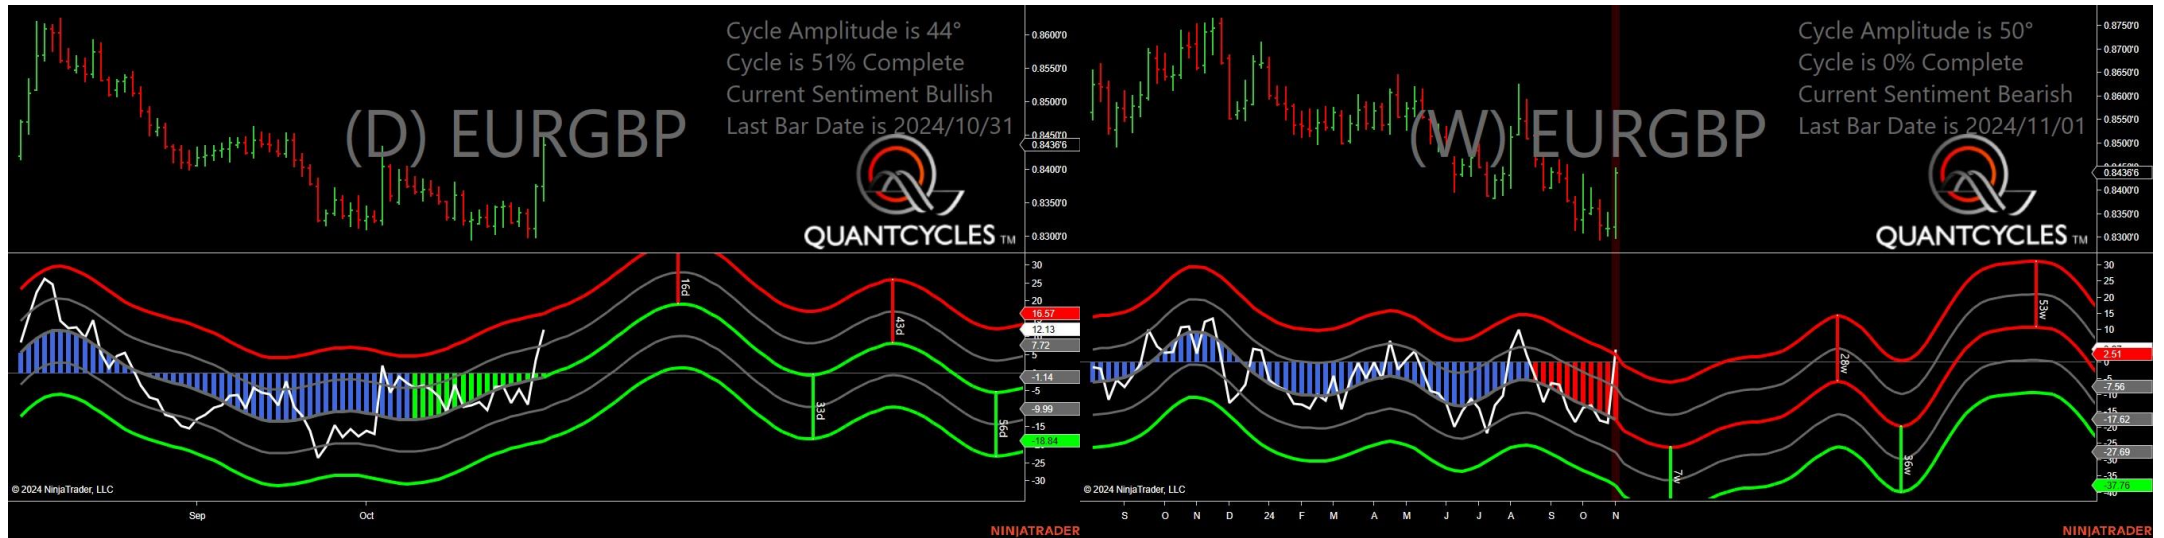 Cycle Amplitude is 44°
Cycle is 51% Complete
Current Sentiment Bullish
Last Bar Date is 2024/10/31
(D) EURGBP
QUANTCYCLES TM
0.8600'0
0.8550'0
0.8500'0
0.8450'0
0.8436'6
0.8400'0
0.8350'0
0.8300'0
30
25
20
16.57
12.13
7.72
5
-1.14
-5
-9.99
-15
-18.84
-25
-30
16d
33d
43d
56d
© 2024 NinjaTrader, LLC
Sep
Oct
NINJATRADER
Cycle Amplitude is 50°
Cycle is 0% Complete
Current Sentiment Bearish
Last Bar Date is 2024/11/01
(W) EURGBP
QUANTCYCLES TM
0.8750'0
0.8700'0
0.8650'0
0.8600'0
0.8550'0
0.8500'0
0.8436'6
0.8400'0
0.8350'0
0.8300'0
30
25
20
15
10
2.51
0
-7.56
-10
-17.62
-20
-27.69
-37.76
7w
28w
36w
53w
© 2024 NinjaTrader, LLC
S
O
N
D
24
F
M
A
M
J
J
A
S
O
N
NINJATRADER